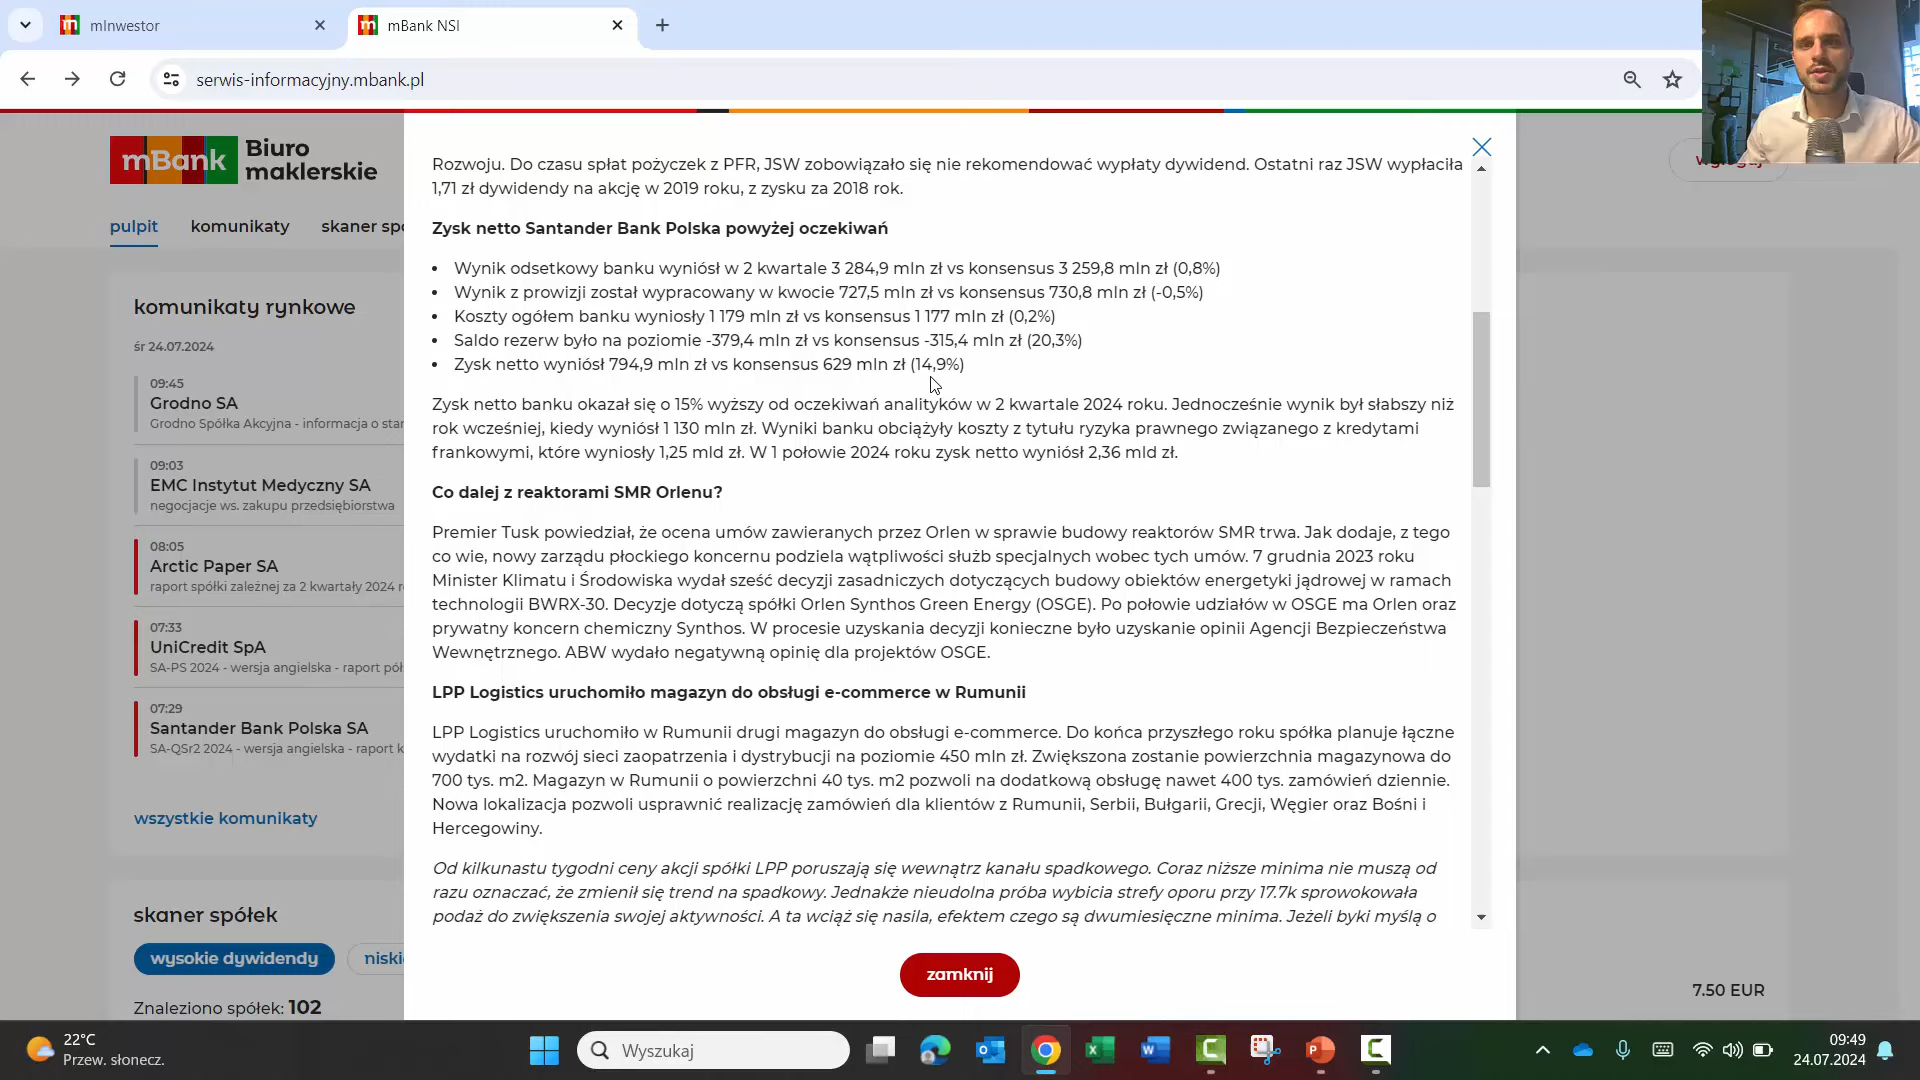 mInwestor
mBank NSI
serwis-informacyjny.mbank.pl
mBank Biuro maklerskie
pulpit komunikaty skaner spó
komunikaty rynkowe
śr 24.07.2024
09:45
Grodno SA
Grodno Spółka Akcyjna - informacja o star
09:03
EMC Instytut Medyczny SA
negocjacje ws. zakupu przedsiębiorstwa
08:05
Arctic Paper SA
raport spółki zależnej za 2 kwartały 2024 r
07:33
UniCredit SpA
SA-PS 2024 - wersja angielska - raport pół
07:29
Santander Bank Polska SA
SA-QSr2 2024 - wersja angielska - raport k
wszystkie komunikaty
skaner spółek
wysokie dywidendy niski
Znaleziono spółek: 102
Rozwoju. Do czasu spłat pożyczek z PFR, JSW zobowiązało się nie rekomendować wypłaty dywidend. Ostatni raz JSW wypłaciła
1,71 zł dywidendy na akcję w 2019 roku, z zysku za 2018 rok.
Zysk netto Santander Bank Polska powyżej oczekiwań
• Wynik odsetkowy banku wyniósł w 2 kwartale 3 284,9 mln zł vs konsensus 3 259,8 mln zł (0,8%)
• Wynik z prowizji został wypracowany w kwocie 727,5 mln zł vs konsensus 730,8 mln zł (-0,5%)
• Koszty ogółem banku wyniosły 1 179 mln zł vs konsensus 1 177 mln zł (0,2%)
• Saldo rezerw było na poziomie -379,4 mln zł vs konsensus -315,4 mln zł (20,3%)
• Zysk netto wyniósł 794,9 mln zł vs konsensus 629 mln zł (14,9%)
Zysk netto banku okazał się o 15% wyższy od oczekiwań analityków w 2 kwartale 2024 roku. Jednocześnie wynik był słabszy niż
rok wcześniej, kiedy wyniósł 1 130 mln zł. Wyniki banku obciążyły koszty z tytułu ryzyka prawnego związanego z kredytami
frankowymi, które wyniosły 1,25 mld zł. W 1 połowie 2024 roku zysk netto wyniósł 2,36 mld zł.
Co dalej z reaktorami SMR Orlenu?
Premier Tusk powiedział, że ocena umów zawieranych przez Orlen w sprawie budowy reaktorów SMR trwa. Jak dodaje, z tego
co wie, nowy zarządu płockiego koncernu podziela wątpliwości służb specjalnych wobec tych umów. 7 grudnia 2023 roku
Minister Klimatu i Środowiska wydał sześć decyzji zasadniczych dotyczących budowy obiektów energetyki jądrowej w ramach
technologii BWRX-30. Decyzje dotyczą spółki Orlen Synthos Green Energy (OSGE). Po połowie udziałów w OSGE ma Orlen oraz
prywatny koncern chemiczny Synthos. W procesie uzyskania decyzji konieczne było uzyskanie opinii Agencji Bezpieczeństwa
Wewnętrznego. ABW wydało negatywną opinię dla projektów OSGE.
LPP Logistics uruchomiło magazyn do obsługi e-commerce w Rumunii
LPP Logistics uruchomiło w Rumunii drugi magazyn do obsługi e-commerce. Do końca przyszłego roku spółka planuje łączne
wydatki na rozwój sieci zaopatrzenia i dystrybucji na poziomie 450 mln zł. Zwiększona zostanie powierzchnia magazynowa do
700 tys. m2. Magazyn w Rumunii o powierzchni 40 tys. m2 pozwoli na dodatkową obsługę nawet 400 tys. zamówień dziennie.
Nowa lokalizacja pozwoli usprawnić realizację zamówień dla klientów z Rumunii, Serbii, Bułgarii, Grecji, Węgier oraz Bośni i
Hercegowiny.
Od kilkunastu tygodni ceny akcji spółki LPP poruszają się wewnątrz kanału spadkowego. Coraz niższe minima nie muszą od
razu oznaczać, że zmienił się trend na spadkowy. Jednakże nieudolna próba wybicia strefy oporu przy 17.7k sprowokowała
podaż do zwiększenia swojej aktywności. A ta wciąż się nasila, efektem czego są dwumiesięczne minima. Jeżeli byki myślą o
zamknij
7.50 EUR
22°C
Przew. słonecz.
Wyszukaj
09:49
24.07.2024